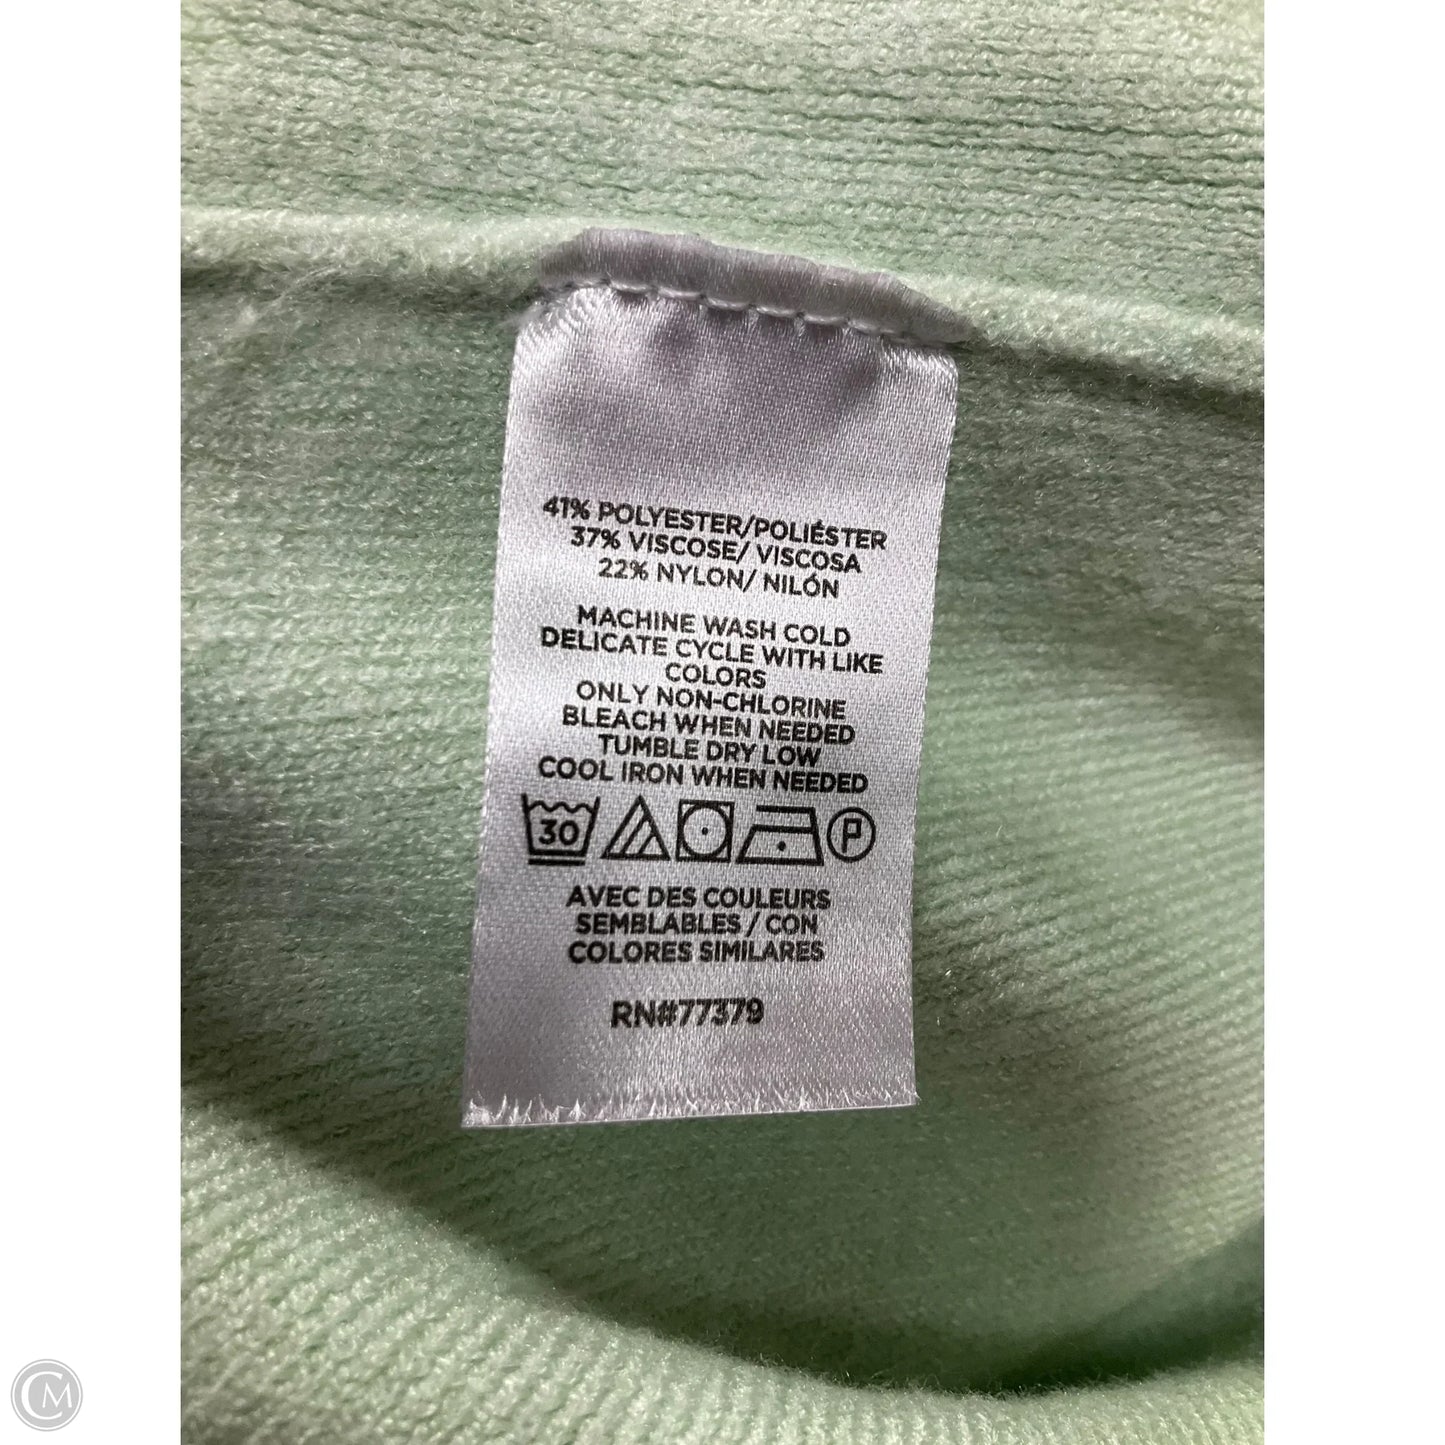 41% POLYESTER/POLIÉSTER
37% VISCOSE/ VISCOSA
22% NYLON/ NILÓN
MACHINE WASH COLD
DELICATE CYCLE WITH LIKE
COLORS
ONLY NON-CHLORINE
BLEACH WHEN NEEDED
TUMBLE DRY LOW
COOL IRON WHEN NEEDED
30 P
AVEC DES COULEURS
SEMBLABLES / CON
COLORES SIMILARES
RN#77379
CM